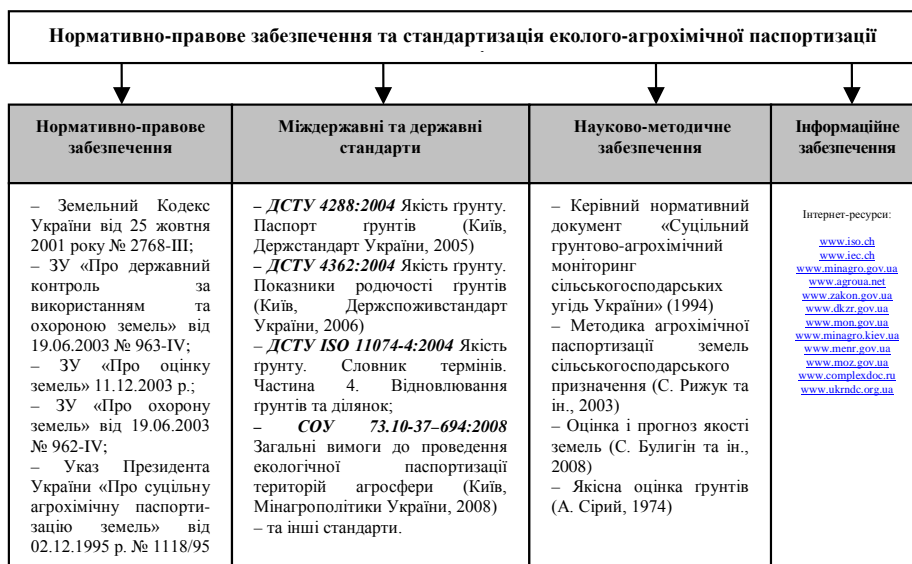 Нормативно-правове забезпечення та стандартизація еколого-агрохімічної паспортизації
Нормативно-правове
забезпечення
– Земельний Кодекс
України від 25 жовтня
2001 року № 2768-III;
– ЗУ «Про державний
контроль за
використанням та
охороною земель» від
19.06.2003 № 963-IV;
– ЗУ «Про оцінку
земель» 11.12.2003 р.;
– ЗУ «Про охорону
земель» від 19.06.2003
№ 962-IV;
– Указ Президента
України «Про суцільну
агрохімічну паспорти-
зацію земель» від
02.12.1995 р. № 1118/95
Міждержавні та державні
стандарти
– ДСТУ 4288:2004 Якість ґрунту.
Паспорт ґрунтів (Київ,
Держстандарт України, 2005)
– ДСТУ 4362:2004 Якість ґрунту.
Показники родючості ґрунтів
(Київ, Держспоживстандарт
України, 2006)
– ДСТУ ISO 11074-4:2004 Якість
ґрунту. Словник термінів.
Частина 4. Відновлювання
ґрунтів та ділянок;
– СОУ 73.10-37–694:2008
Загальні вимоги до проведення
екологічної паспортизації
територій агросфери (Київ,
Мінагрополітики України, 2008)
– та інші стандарти.
Науково-методичне
забезпечення
– Керівний нормативний
документ «Суцільний
грунтово-агрохімічний
моніторинг
сільськогосподарських
угідь України» (1994)
– Методика агрохімічної
паспортизації земель
сільськогосподарського
призначення (С. Рижук та
ін., 2003)
– Оцінка і прогноз якості
земель (С. Булигін та ін.,
2008)
– Якісна оцінка ґрунтів
(А. Сірий, 1974)
Інформаційне
забезпечення
Інтернет-ресурси:
www.iso.ch
www.iec.ch
www.minagro.gov.ua
www.agroua.net
www.zakon.gov.ua
www.dkzr.gov.ua
www.mon.gov.ua
www.minagro.kiev.ua
www.menr.gov.ua
www.moz.gov.ua
www.complexdoc.ru
www.ukrndc.org.ua